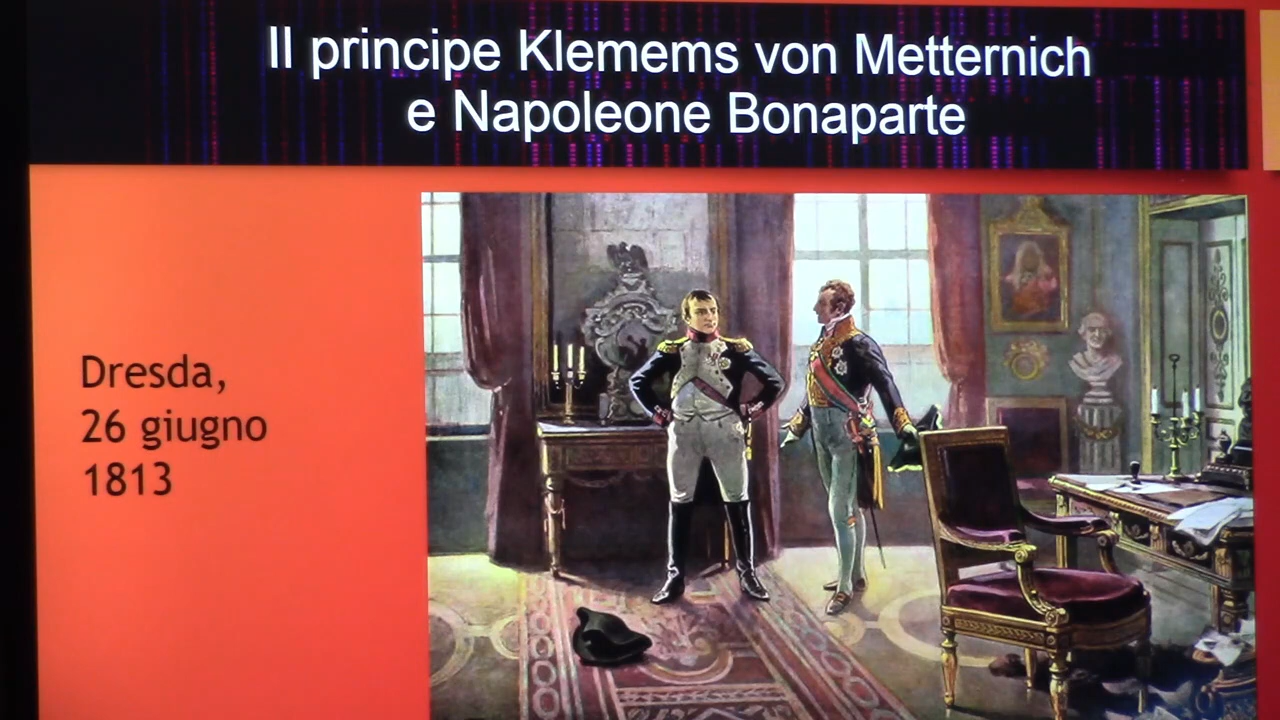 Il principe Klemems von Metternich
e Napoleone Bonaparte
Dresda,
26 giugno
1813